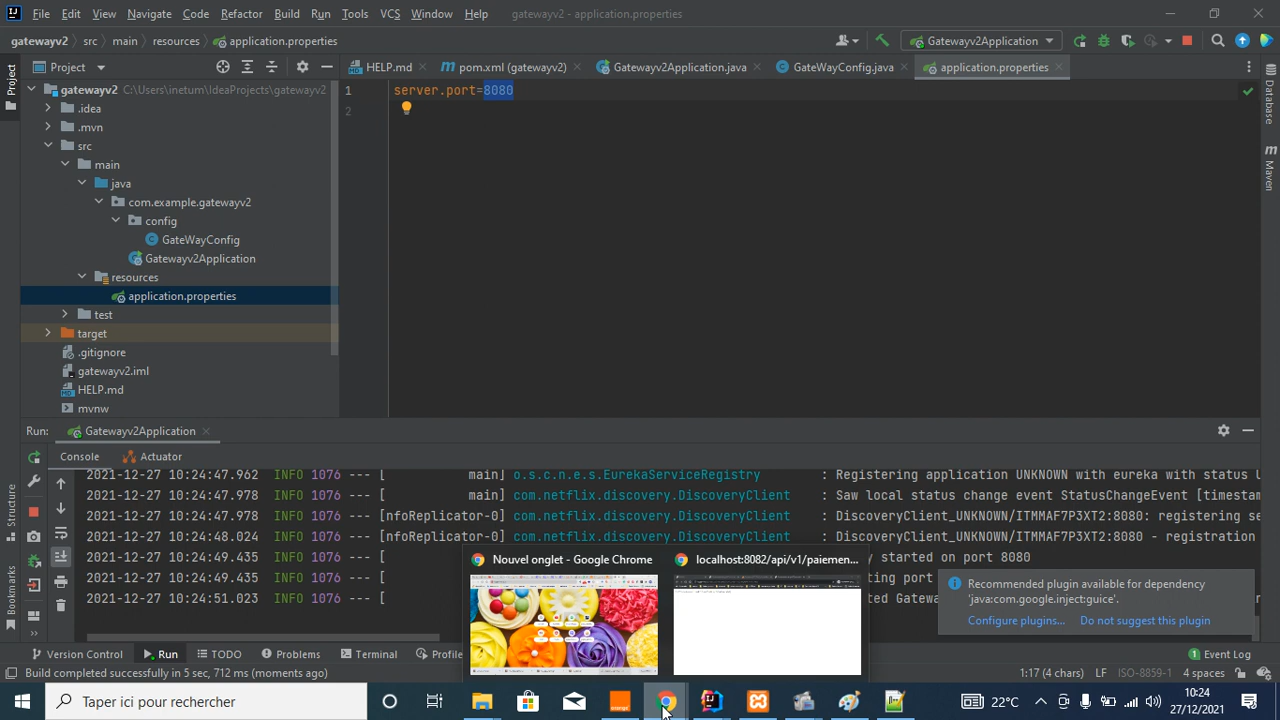 File Edit View Navigate Code Refactor Build Run Tools VCS Window Help gatewayv2 - application.properties
gatewayv2 src main resources application.properties Gatewayv2Application
Project
Project
HELP.md pom.xml (gatewayv2) Gatewayv2Application.java GateWayConfig.java application.properties
gatewayv2 C:\Users\inetum\IdeaProjects\gatewayv2
.idea
.mvn
src
main
java
com.example.gatewayv2
config
GateWayConfig
Gatewayv2Application
resources
application.properties
test
target
.gitignore
gatewayv2.iml
HELP.md
mvnw
1 server.port=8080
2
Database
Maven
Structure
Bookmarks
Run: Gatewayv2Application
Console Actuator
2021-12-27 10:24:47.962 INFO 1076 --- [ main] o.s.c.n.e.s.EurekaServiceRegistry : Registering application UNKNOWN with eureka with status U
2021-12-27 10:24:47.978 INFO 1076 --- [ main] com.netflix.discovery.DiscoveryClient : Saw local status change event StatusChangeEvent [timestam
2021-12-27 10:24:47.978 INFO 1076 --- [nfoReplicator-0] com.netflix.discovery.DiscoveryClient : DiscoveryClient_UNKNOWN/ITMMAF7P3XT2:8080: registering se
2021-12-27 10:24:48.024 INFO 1076 --- [nfoReplicator-0] com.netflix.discovery.DiscoveryClient : DiscoveryClient_UNKNOWN/ITMMAF7P3XT2:8080 - registration
2021-12-27 10:24:49.435 INFO 1076 --- [ y started on port 8080
2021-12-27 10:24:49.435 INFO 1076 --- [ ting port
2021-12-27 10:24:51.023 INFO 1076 --- [ ted Gatewa
Nouvel onglet - Google Chrome
localhost:8082/api/v1/paiemen...
Recommended plugin available for dependency
'java:com.google.inject:guice'.
Configure plugins... Do not suggest this plugin
Version Control Run TODO Problems Terminal Profile 1 Event Log
Build completed successfully in 5 sec, 712 ms (moments ago) 1:17 (4 chars) LF ISO-8859-1 4 spaces
Taper ici pour rechercher
22°C
10:24
27/12/2021